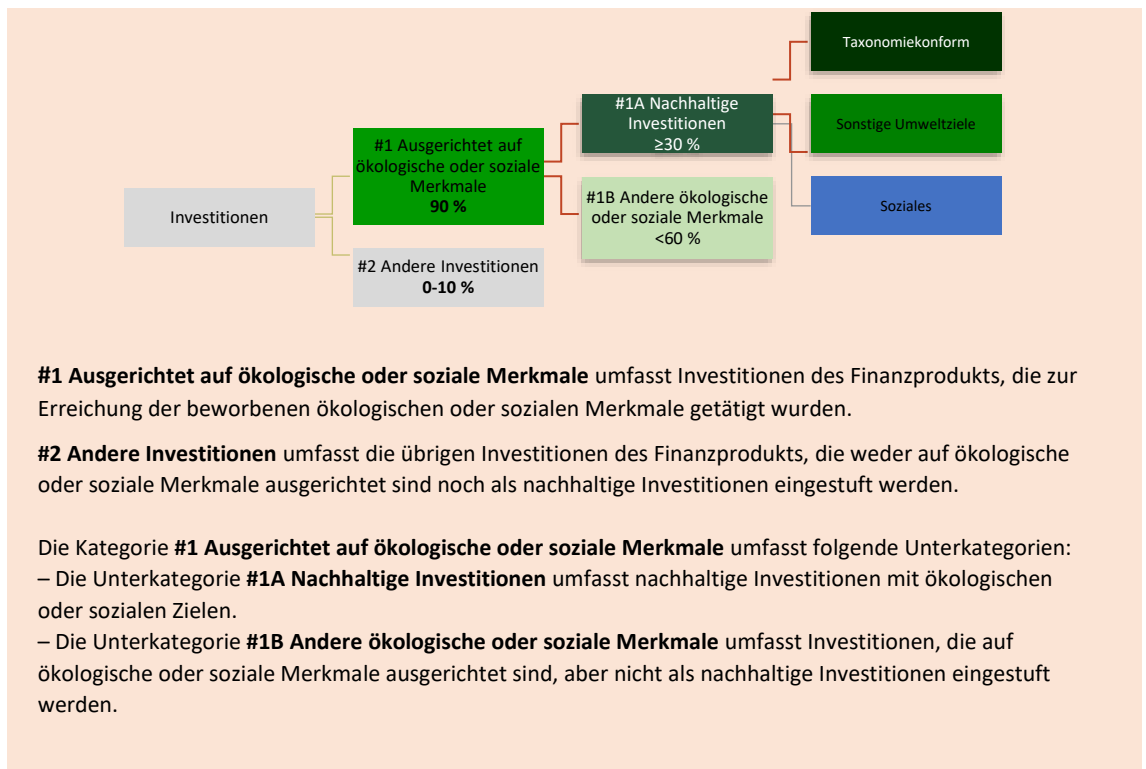 Taxonomiekonform
#1A Nachhaltige
Investitionen
≥30 %
Sonstige Umweltziele
#1 Ausgerichtet auf
ökologische oder soziale
Merkmale
90 %
#1B Andere ökologische
oder soziale Merkmale
<60 %
Soziales
Investitionen
#2 Andere Investitionen
0-10 %
#1 Ausgerichtet auf ökologische oder soziale Merkmale umfasst Investitionen des Finanzprodukts, die zur
Erreichung der beworbenen ökologischen oder sozialen Merkmale getätigt wurden.
#2 Andere Investitionen umfasst die übrigen Investitionen des Finanzprodukts, die weder auf ökologische
oder soziale Merkmale ausgerichtet sind noch als nachhaltige Investitionen eingestuft werden.
Die Kategorie #1 Ausgerichtet auf ökologische oder soziale Merkmale umfasst folgende Unterkategorien:
– Die Unterkategorie #1A Nachhaltige Investitionen umfasst nachhaltige Investitionen mit ökologischen
oder sozialen Zielen.
– Die Unterkategorie #1B Andere ökologische oder soziale Merkmale umfasst Investitionen, die auf
ökologische oder soziale Merkmale ausgerichtet sind, aber nicht als nachhaltige Investitionen eingestuft
werden.